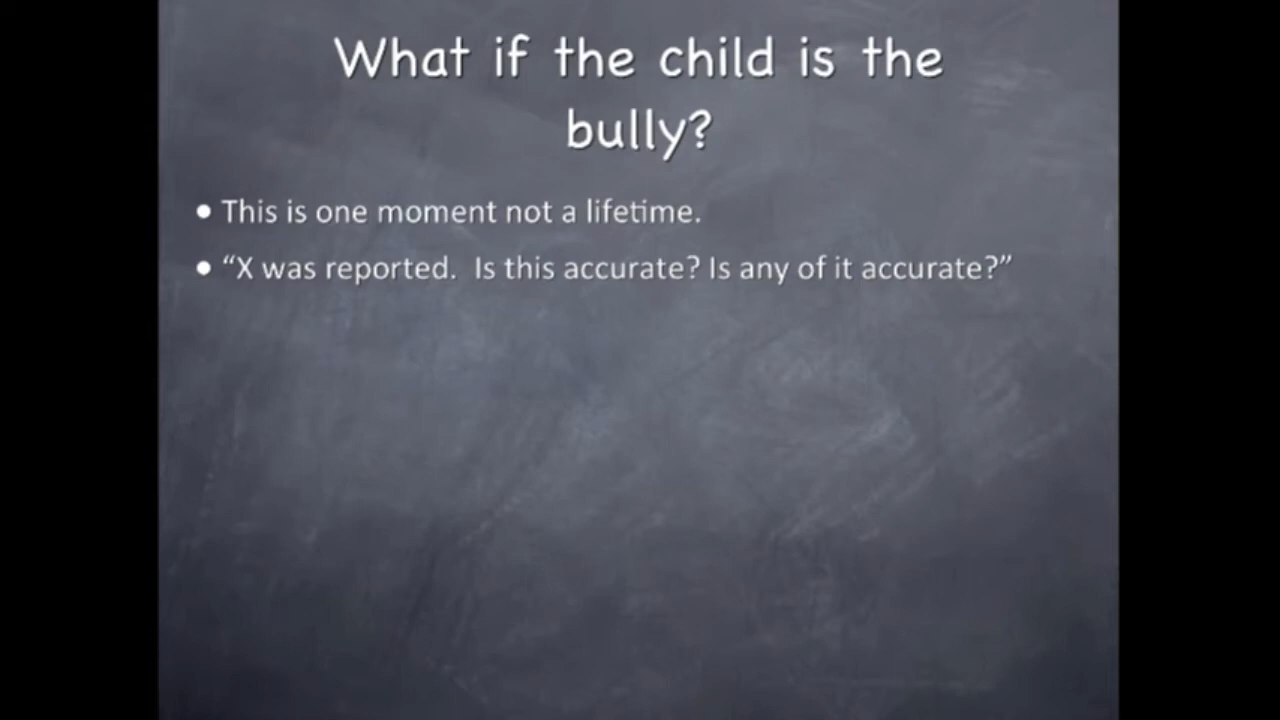 What if the child is the
bully?
• This is one moment not a lifetime.
• “X was reported.  Is this accurate? Is any of it accurate?”